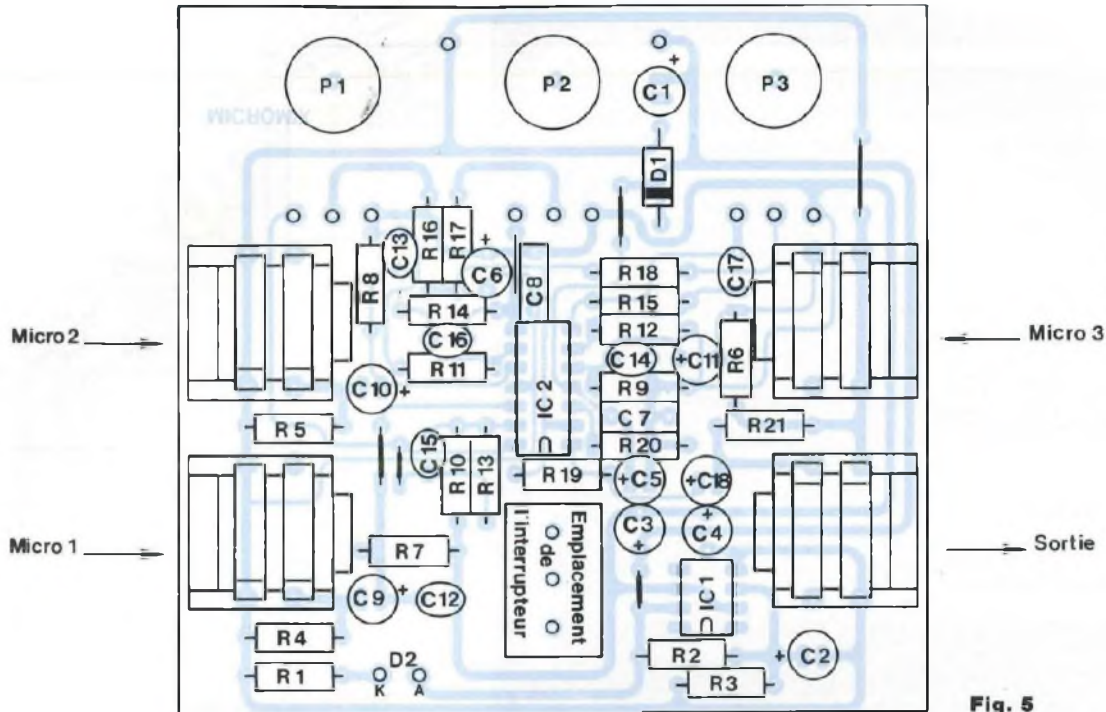 P1
P2
+
C1
P3
MICROMIX
D1
C13
R16
R17
+
C6
C8
R8
R18
C17
R14
R15
Micro 2
C16
R12
Micro 3
R11
C14
+C11
R6
IC2
C10 +
R9
R5
C7
R21
C15
R20
R10
R13
R19
+C5
+C18
Emplacement
de
l'interrupteur
C3
+
+
C4
Micro 1
R7
Sortie
C9 +
C12
IC1
R4
R2
+ C2
R1
D2
K
A
R3
Fig. 5